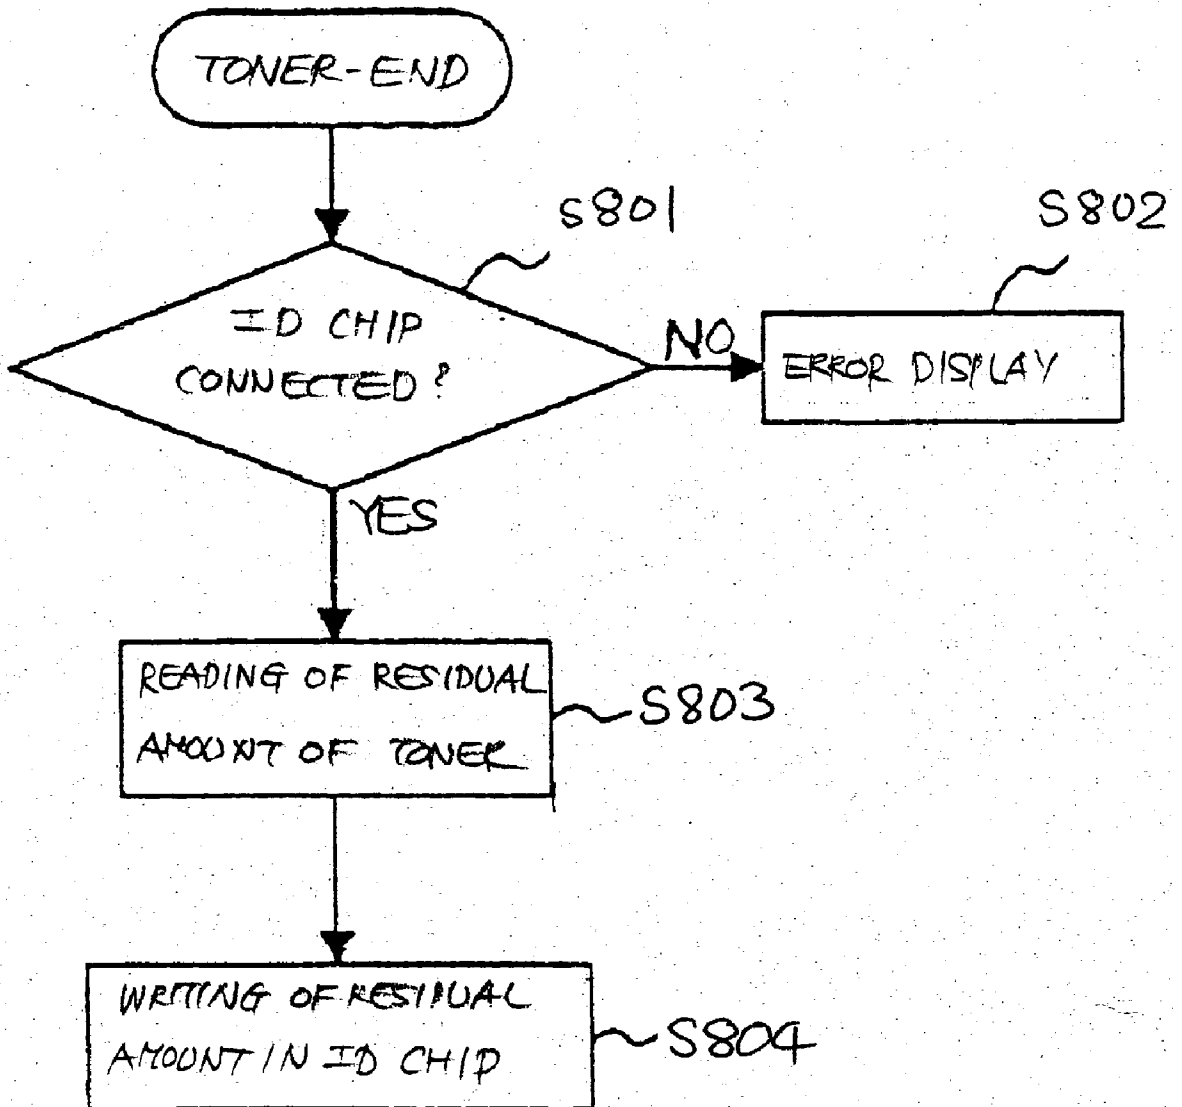 TONER-END
S801
S802
ID CHIP
CONNECTED?
NO
ERROR DISPLAY
YES
READING OF RESIDUAL
AMOUNT OF TONER
S803
WRITING OF RESIDUAL
AMOUNT IN ID CHIP
S804